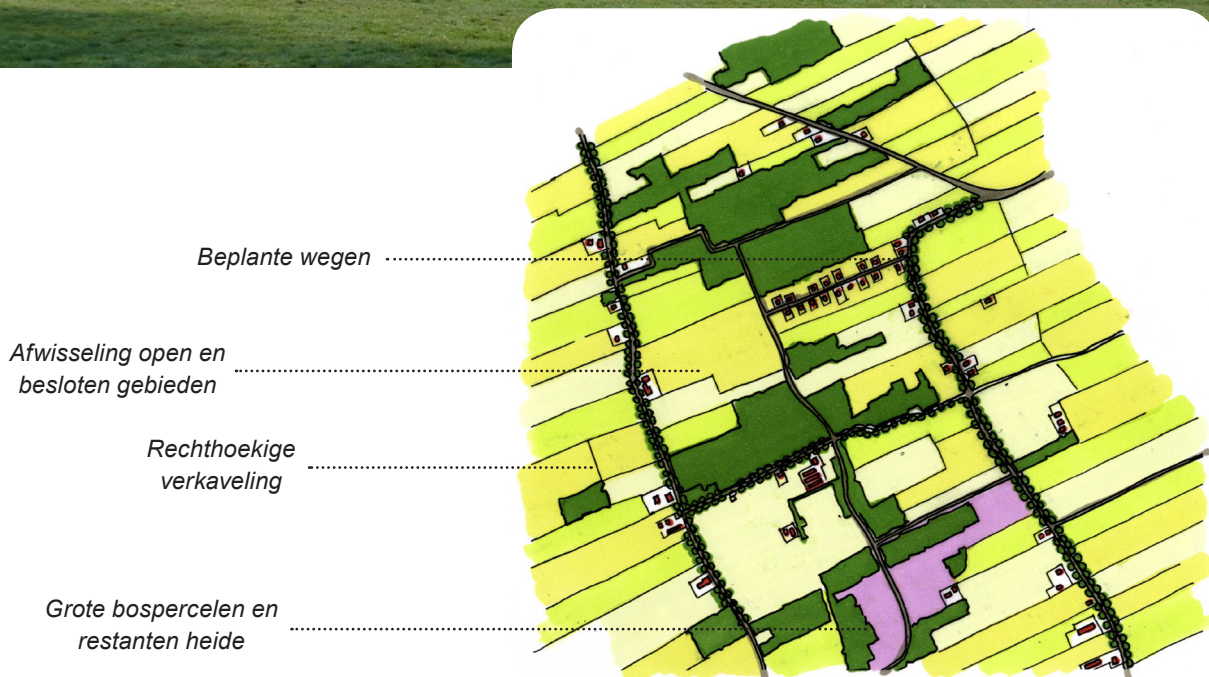 Beplante wegen
Afwisseling open en
besloten gebieden
Rechthoekige
verkaveling
Grote bospercelen en
restanten heide